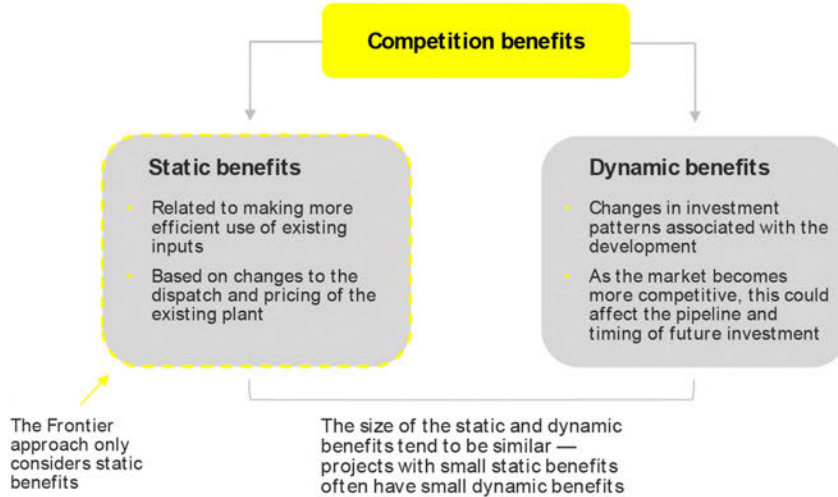 Competition benefits
Static benefits
• Related to making more
efficient use of existing
inputs
• Based on changes to the
dispatch and pricing of the
existing plant
Dynamic benefits
• Changes in investment
patterns associated with the
development
• As the market becomes
more competitive, this could
affect the pipeline and
timing of future investment
The Frontier
approach only
considers static
benefits
The size of the static and dynamic
benefits tend to be similar —
projects with small static benefits
often have small dynamic benefits